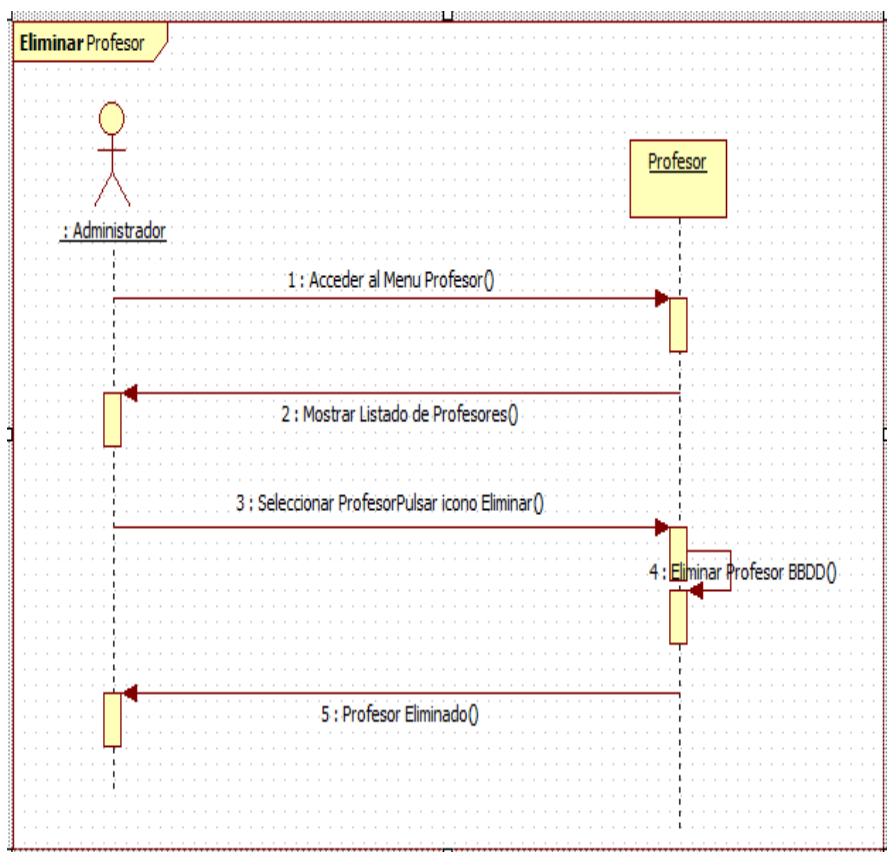 Eliminar Profesor
Profesor
: Administrador
1 : Acceder al Menu Profesor()
2 : Mostrar Listado de Profesores()
3 : Seleccionar ProfesorPulsar icono Eliminar()
4 : Eliminar Profesor BBDD()
5 : Profesor Eliminado()